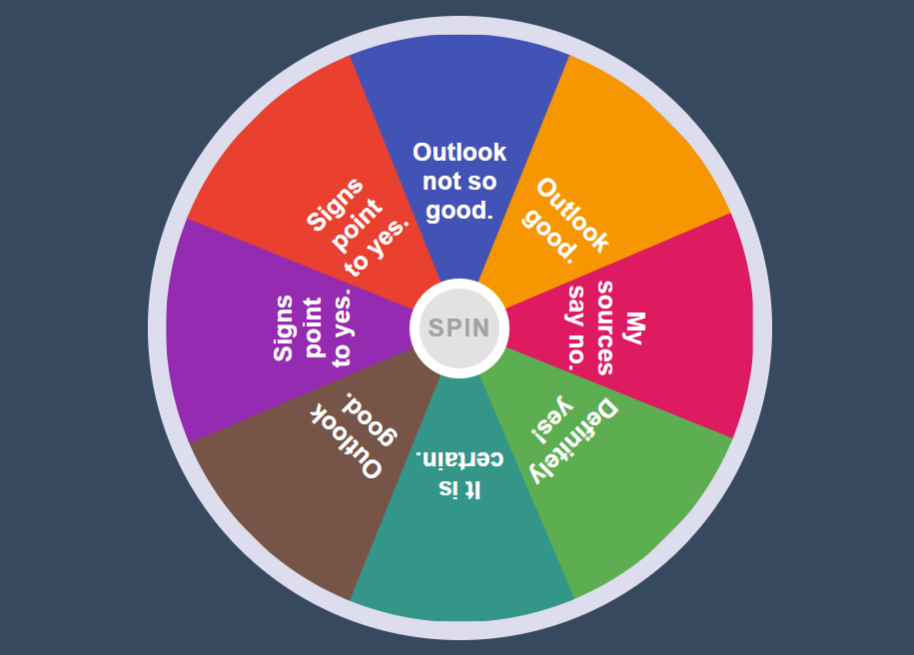 Outlook
not so
good.
Outlook
good.
My
sources
say no.
Definitely
yes!
It is
certain.
Outlook
good.
Signs
point
to yes.
Signs
point
to yes.
SPIN